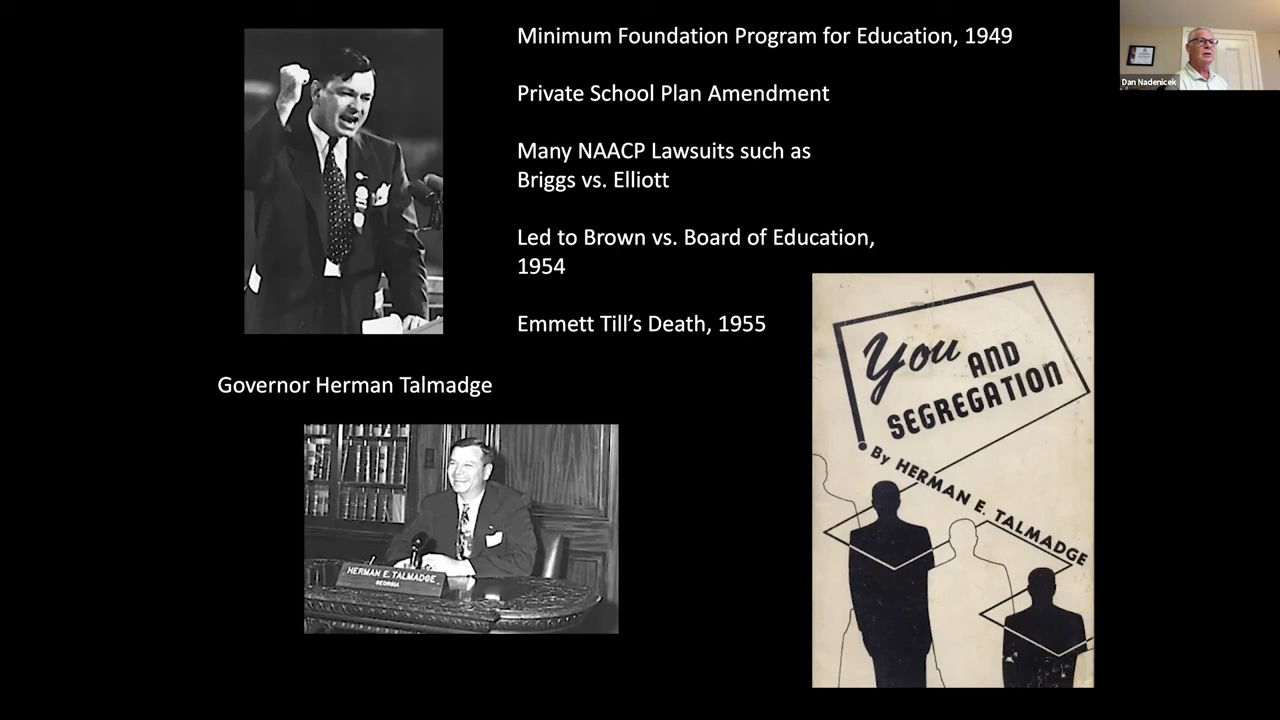 Minimum Foundation Program for Education, 1949
Private School Plan Amendment
Many NAACP Lawsuits such as
Briggs vs. Elliott
Led to Brown vs. Board of Education,
1954
Emmett Till’s Death, 1955
Governor Herman Talmadge
HERMAN E. TALMADGE
GEORGIA
You AND
SEGREGATION
By HERMAN E. TALMADGE
Dan Nadenicek